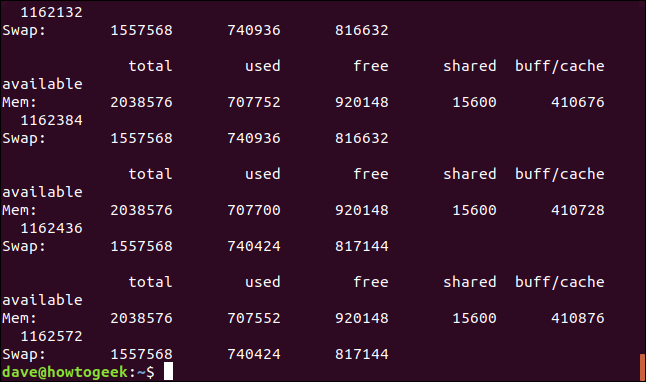 1162132
Swap: 1557568 740936 816632
total used free shared buff/cache
available
Mem: 2038576 707752 920148 15600 410676
1162384
Swap: 1557568 740936 816632
total used free shared buff/cache
available
Mem: 2038576 707700 920148 15600 410728
1162436
Swap: 1557568 740424 817144
total used free shared buff/cache
available
Mem: 2038576 707552 920148 15600 410876
1162572
Swap: 1557568 740424 817144
dave@howtogeek:~$